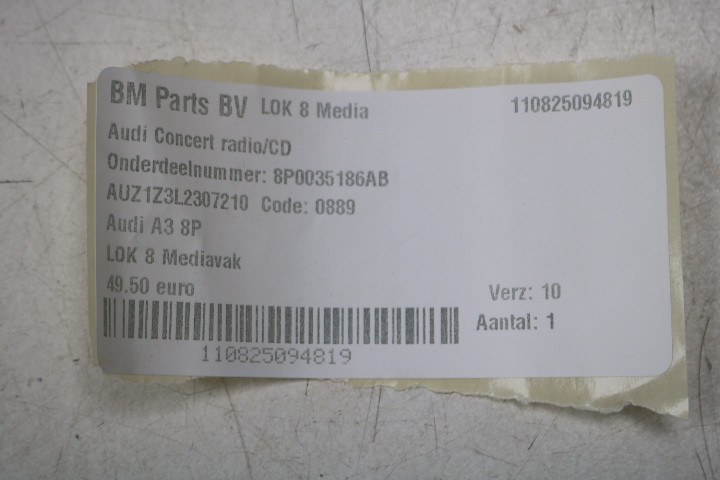 BM Parts BV LOK 8 Media 110825094819
Audi Concert radio/CD
Onderdeelnummer: 8P0035186AB
AUZ1Z3L2307210 Code: 0889
Audi A3 8P
LOK 8 Mediavak
49.50 euro Verz: 10
Aantal: 1
110825094819